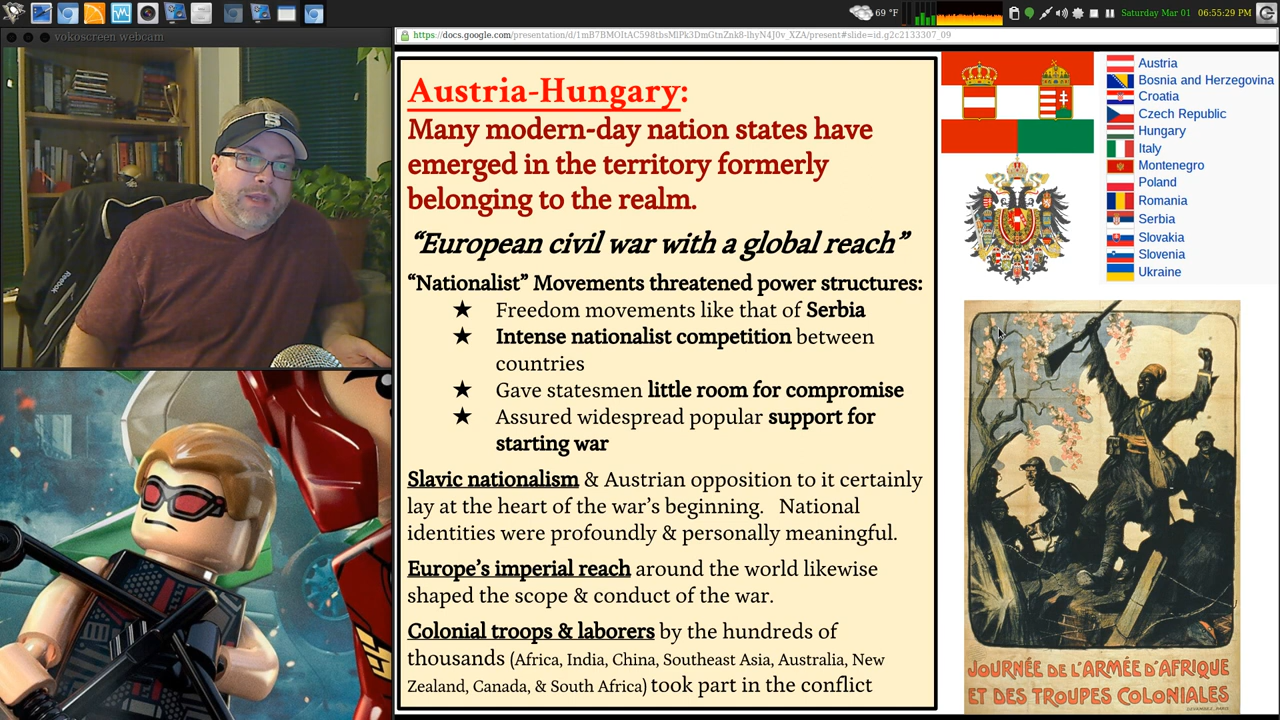 69 °F
Saturday Mar 01
06:55:29 PM
vokoscreen webcam
https://docs.google.com/presentation/d/1mB7BMOItAC598tbsMlPk3DmGtnZnk8-lhyN4J0v_XZA/present#slide=id.g2c2133307_09
S
Reebok
Austria-Hungary:
Many modern-day nation states have
emerged in the territory formerly
belonging to the realm.
“European civil war with a global reach”
“Nationalist” Movements threatened power structures:
★ Freedom movements like that of Serbia
★ Intense nationalist competition between
countries
★ Gave statesmen little room for compromise
★ Assured widespread popular support for
starting war
Slavic nationalism & Austrian opposition to it certainly
lay at the heart of the war’s beginning. National
identities were profoundly & personally meaningful.
Europe’s imperial reach around the world likewise
shaped the scope & conduct of the war.
Colonial troops & laborers by the hundreds of
thousands (Africa, India, China, Southeast Asia, Australia, New
Zealand, Canada, & South Africa) took part in the conflict
Austria
Bosnia and Herzegovina
Croatia
Czech Republic
Hungary
Italy
Montenegro
Poland
Romania
Serbia
Slovakia
Slovenia
Ukraine
JOURNÉE DE L'ARMÉE D'AFRIQUE
ET DES TROUPES COLONIALES
DEVAMBEZ, PARIS